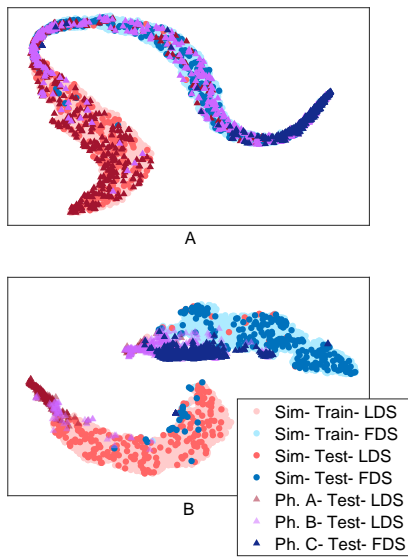 A
Sim- Train- LDS
Sim- Train- FDS
Sim- Test- LDS
Sim- Test- FDS
Ph. A- Test- LDS
Ph. B- Test- LDS
Ph. C- Test- FDS
B